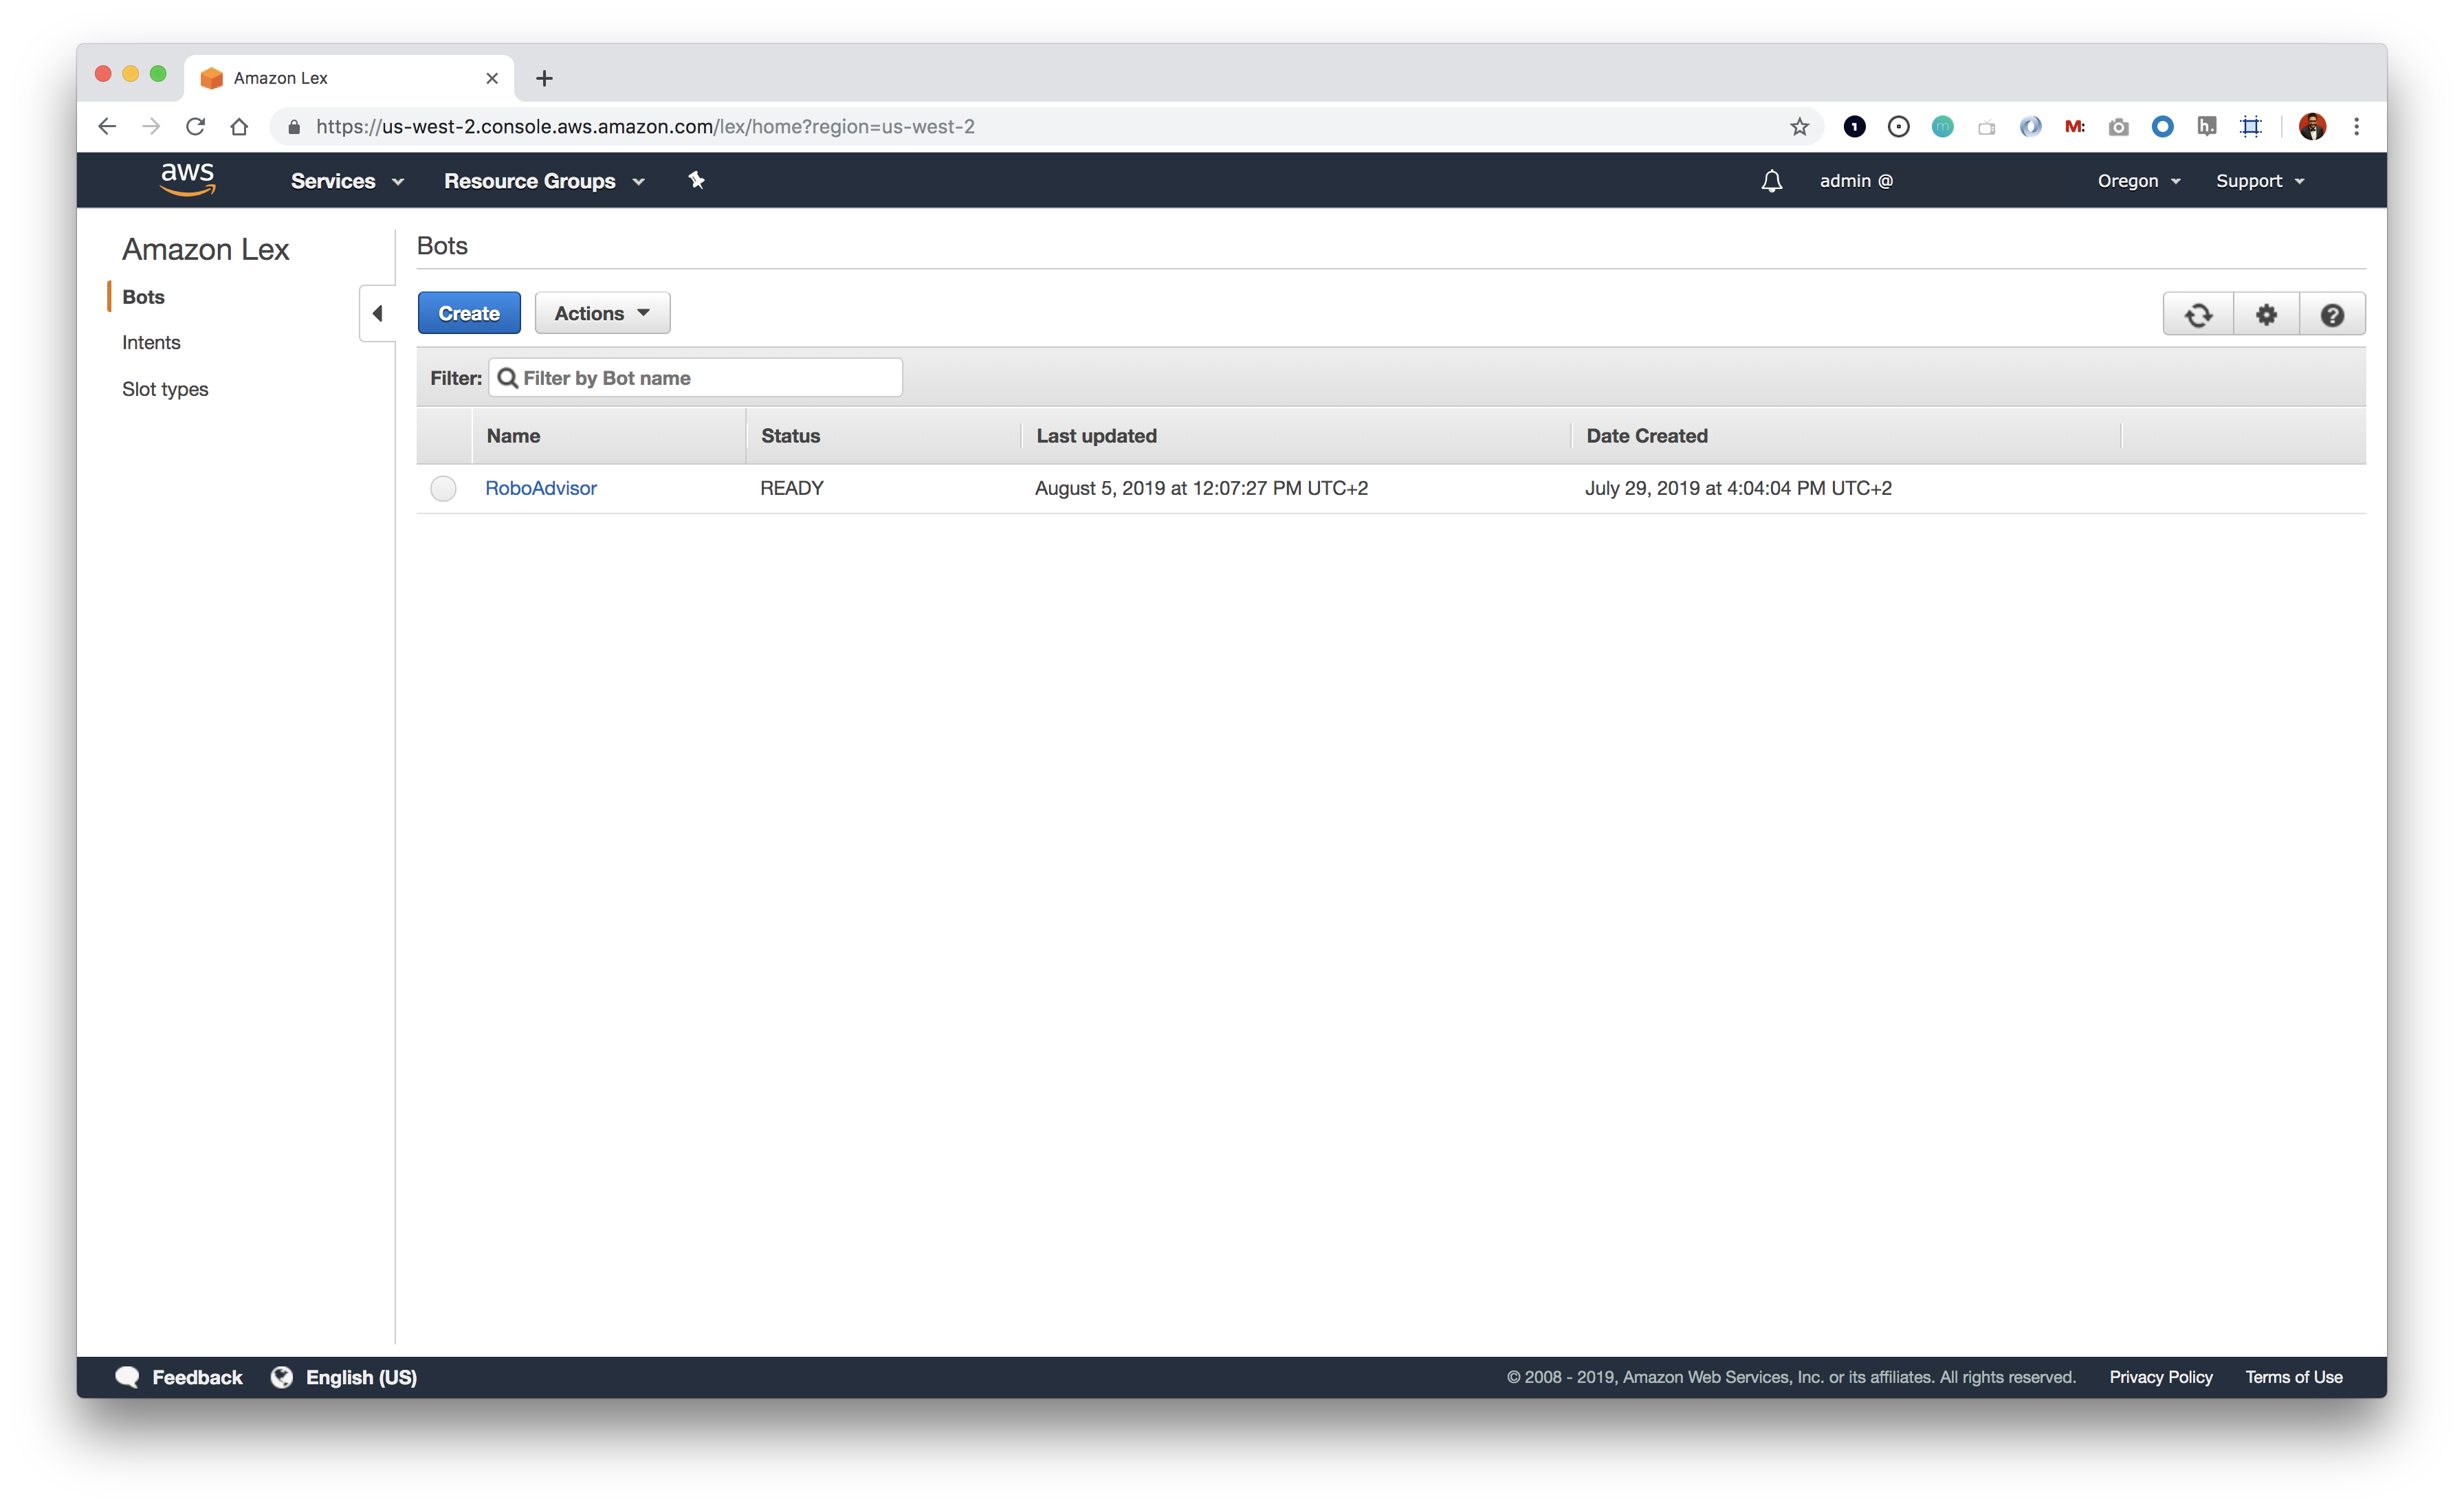 Amazon Lex
https://us-west-2.console.aws.amazon.com/lex/home?region=us-west-2
1 m M: h.
aws Services Resource Groups admin @ Oregon Support
Amazon Lex
Bots
Intents
Slot types
Bots
Create Actions
Filter: Filter by Bot name
Name Status Last updated Date Created
RoboAdvisor READY August 5, 2019 at 12:07:27 PM UTC+2 July 29, 2019 at 4:04:04 PM UTC+2
Feedback English (US) © 2008 - 2019, Amazon Web Services, Inc. or its affiliates. All rights reserved. Privacy Policy Terms of Use